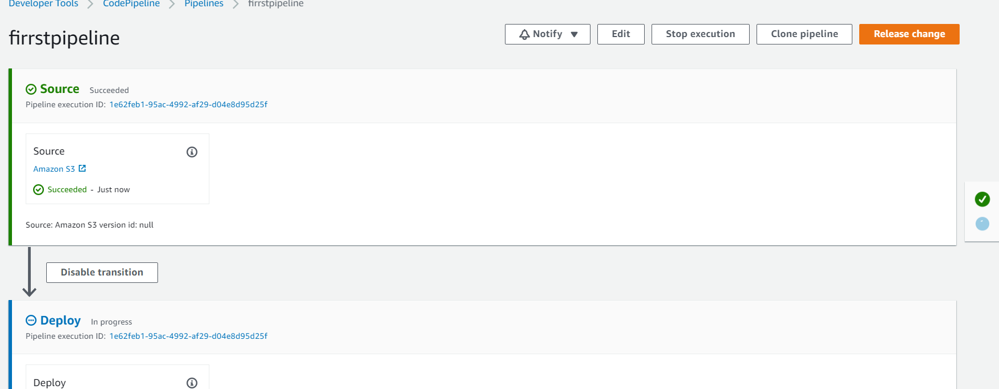 Developer Tools > CodePipeline > Pipelines > firrstpipeline
firrstpipeline
Notify ▼ Edit Stop execution Clone pipeline Release change
Source Succeeded
Pipeline execution ID: 1e62feb1-95ac-4992-af29-d04e8d95d25f
Source
Amazon S3
Succeeded - Just now
Source: Amazon S3 version id: null
Disable transition
Deploy In progress
Pipeline execution ID: 1e62feb1-95ac-4992-af29-d04e8d95d25f
Deploy